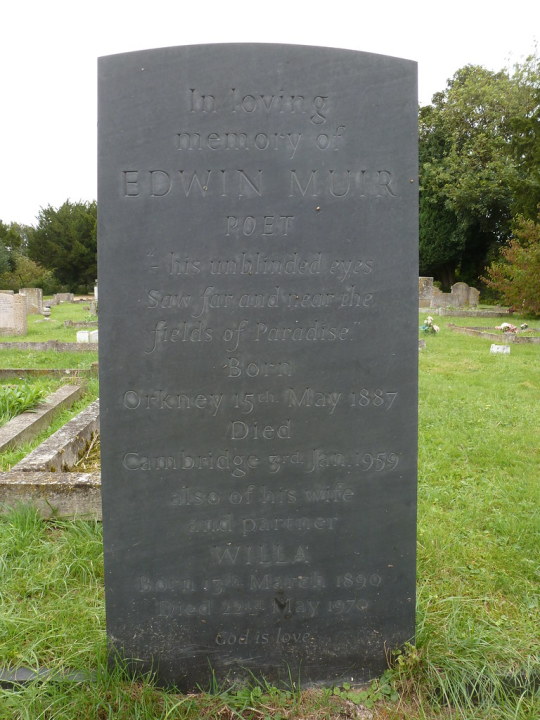 In loving
memory of
EDWIN MUIR
POET
"- his unblinded eyes
Saw far and near the
fields of Paradise"
Born
Orkney 15th May 1887
Died
Cambridge 3rd Jan. 1959
also of his wife
and partner
WILLA
Born 13th March 1890
Died 22nd May 1970
God is love.